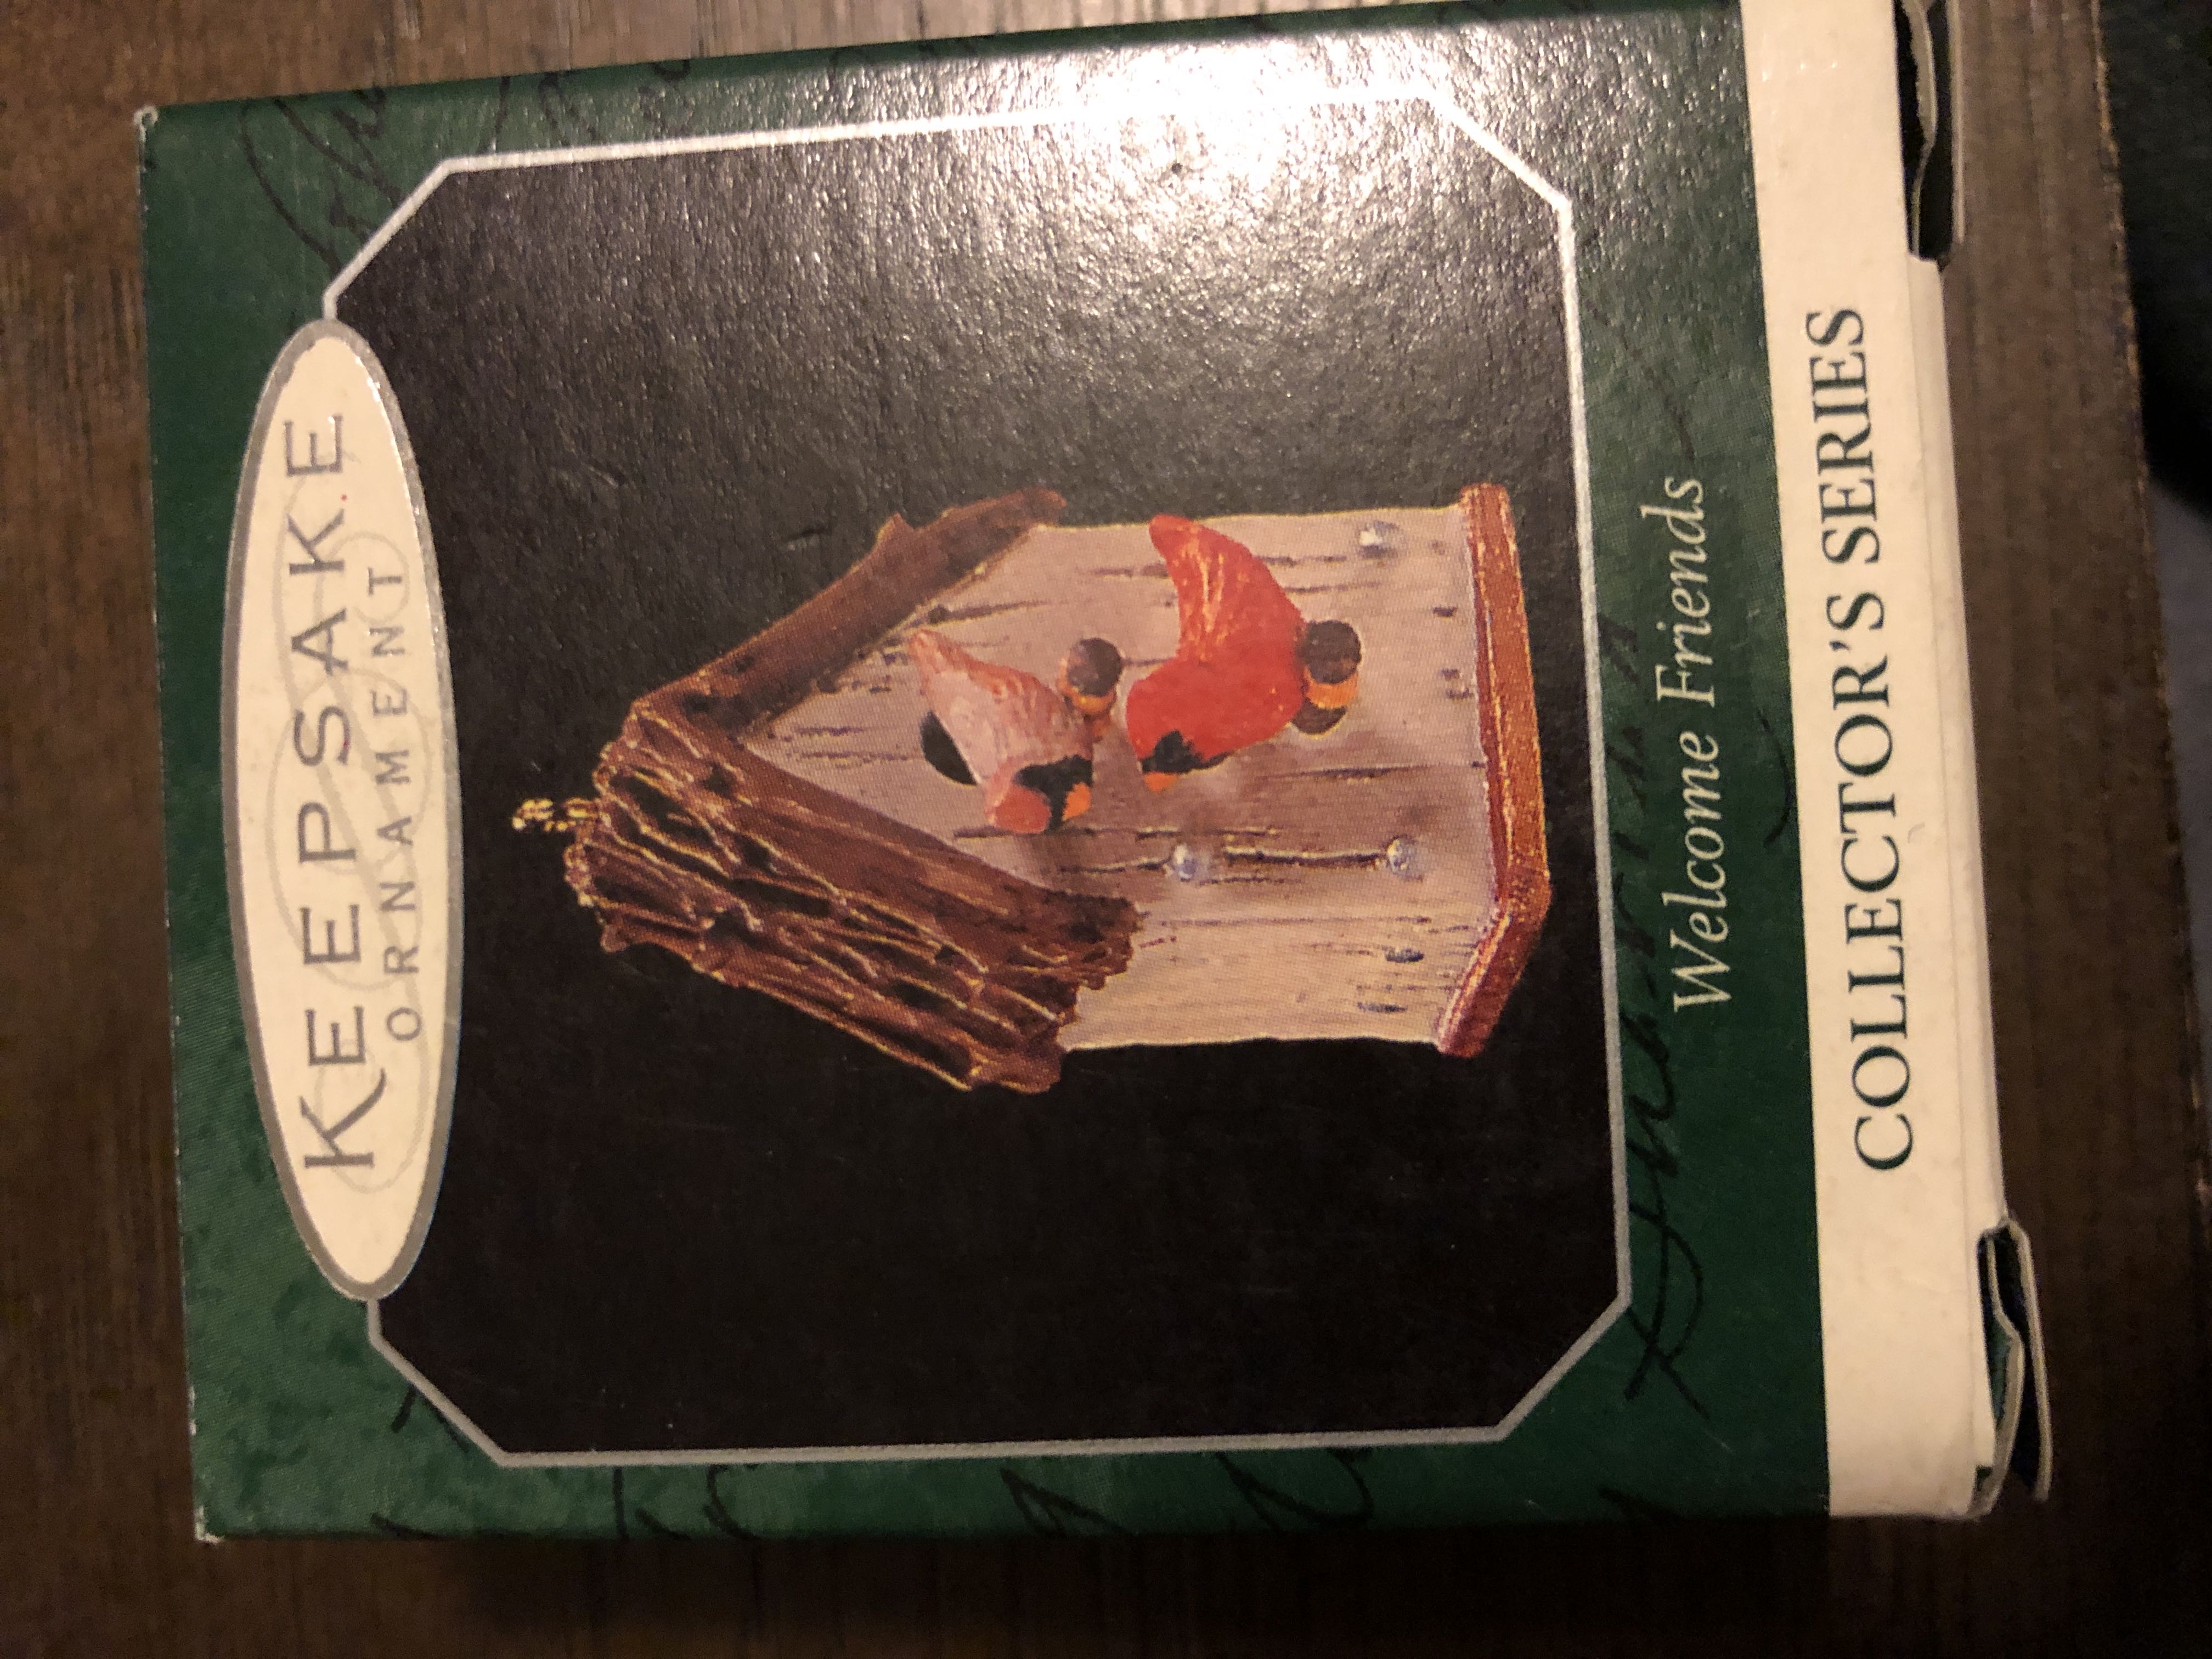 KEEPSAKE
ORNAMENT
Welcome Friends
COLLECTOR'S SERIES